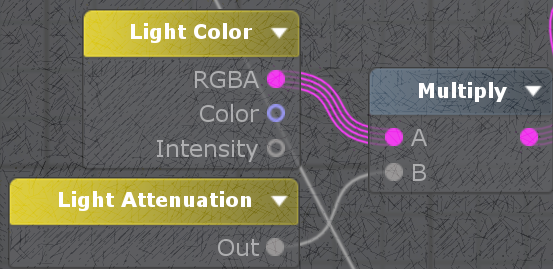 Light Color
RGBA
Color
Intensity
Multiply
A
B
Light Attenuation
Out